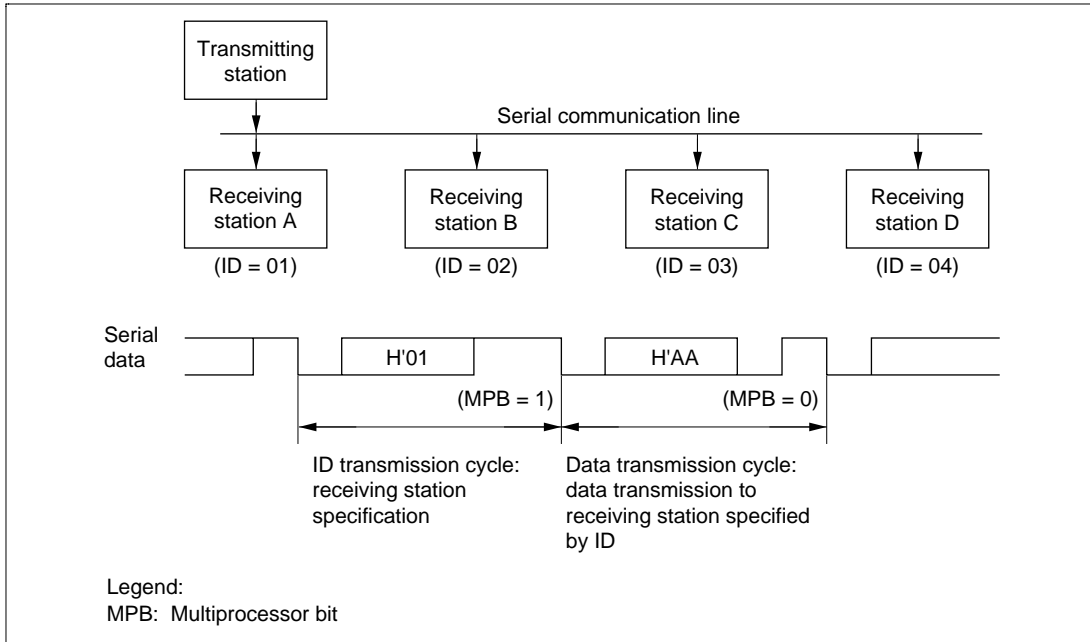 Transmitting
station
Serial communication line
Receiving
station A
Receiving
station B
Receiving
station C
Receiving
station D
(ID = 01)
(ID = 02)
(ID = 03)
(ID = 04)
Serial
data
H'01
H'AA
(MPB = 1)
(MPB = 0)
ID transmission cycle:
receiving station
specification
Data transmission cycle:
data transmission to
receiving station specified
by ID
Legend:
MPB: Multiprocessor bit